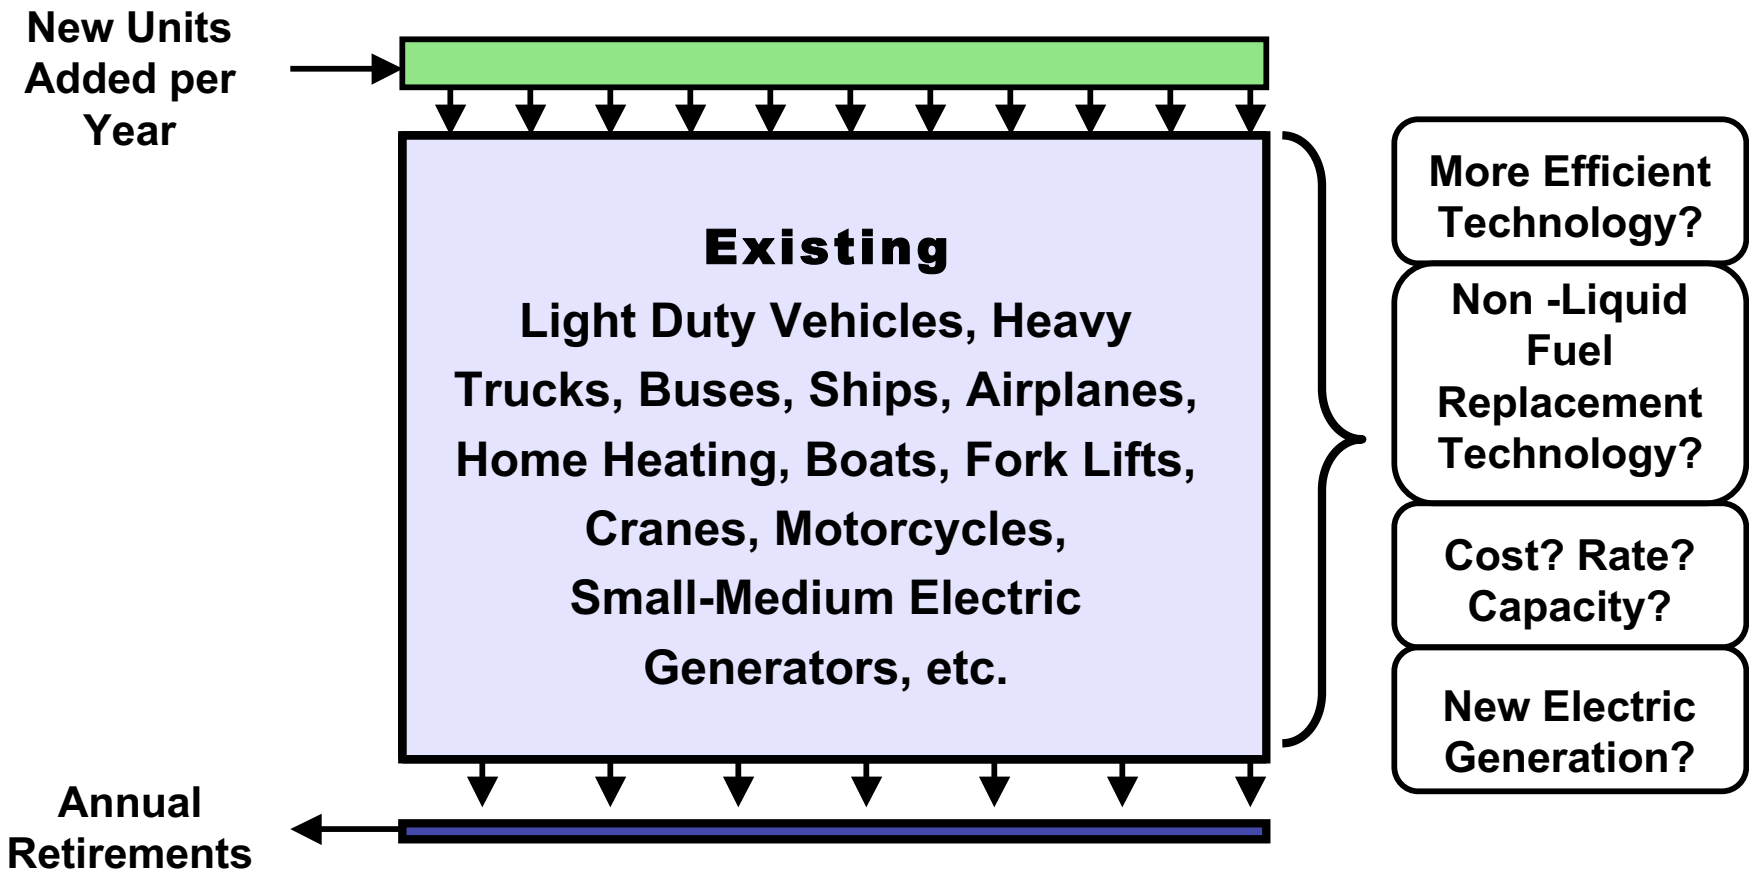 New Units
Added per
Year
Existing
Light Duty Vehicles, Heavy
Trucks, Buses, Ships, Airplanes,
Home Heating, Boats, Fork Lifts,
Cranes, Motorcycles,
Small-Medium Electric
Generators, etc.
More Efficient
Technology?
Non -Liquid
Fuel
Replacement
Technology?
Cost? Rate?
Capacity?
New Electric
Generation?
Annual
Retirements